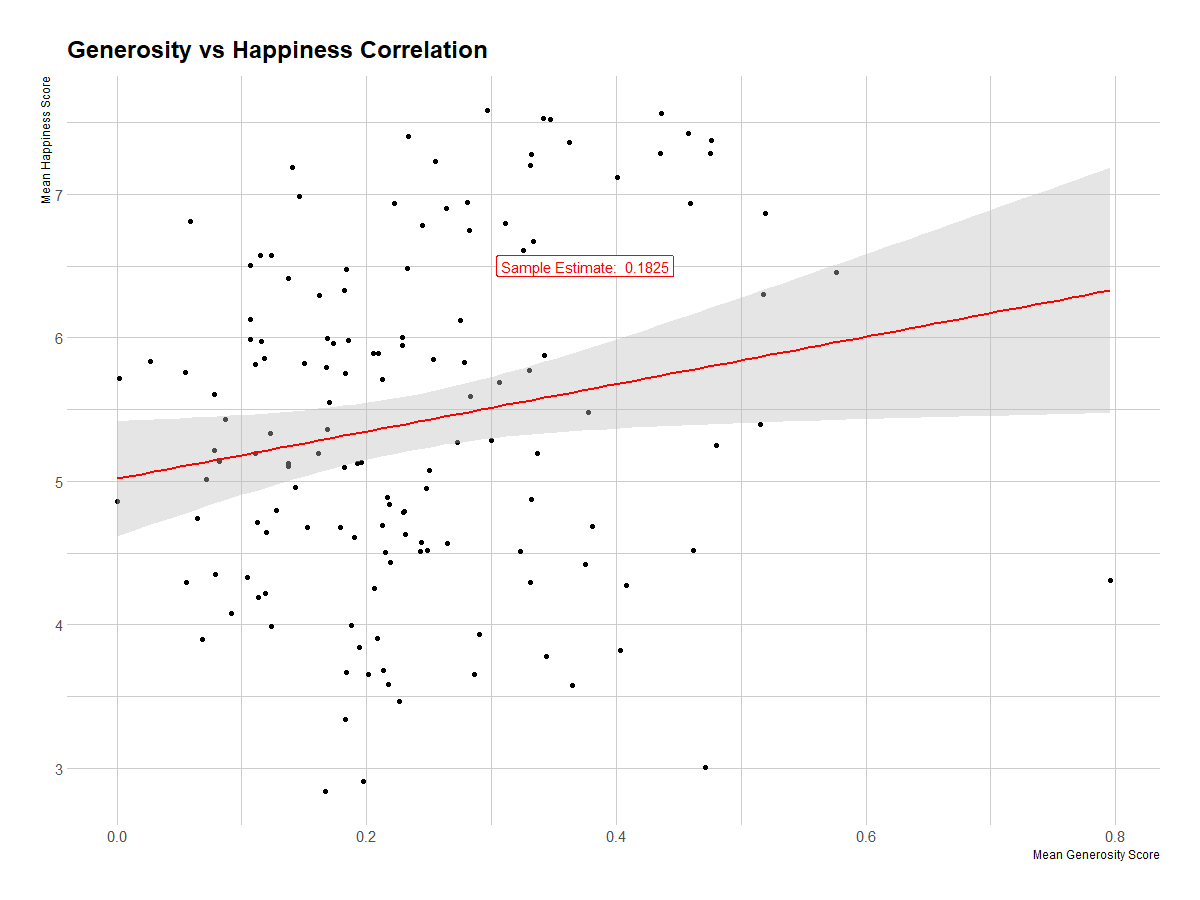 Generosity vs Happiness Correlation
Mean Happiness Score
7
6
5
4
3
Sample Estimate:  0.1825
0.0
0.2
0.4
0.6
0.8
Mean Generosity Score